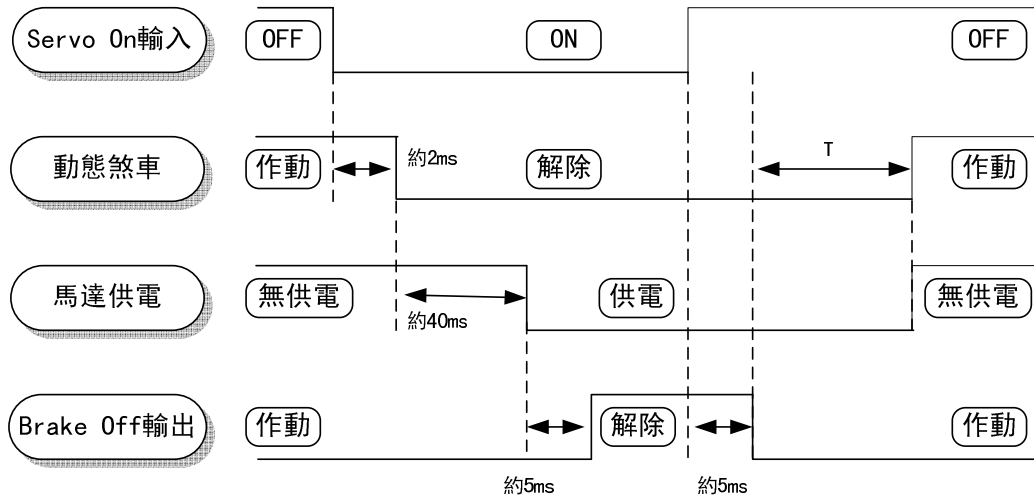 Servo On輸入
OFF
ON
OFF
動態煞車
作動
約2ms
解除
T
作動
馬達供電
無供電
約40ms
供電
無供電
Brake Off輸出
作動
解除
作動
約5ms
約5ms